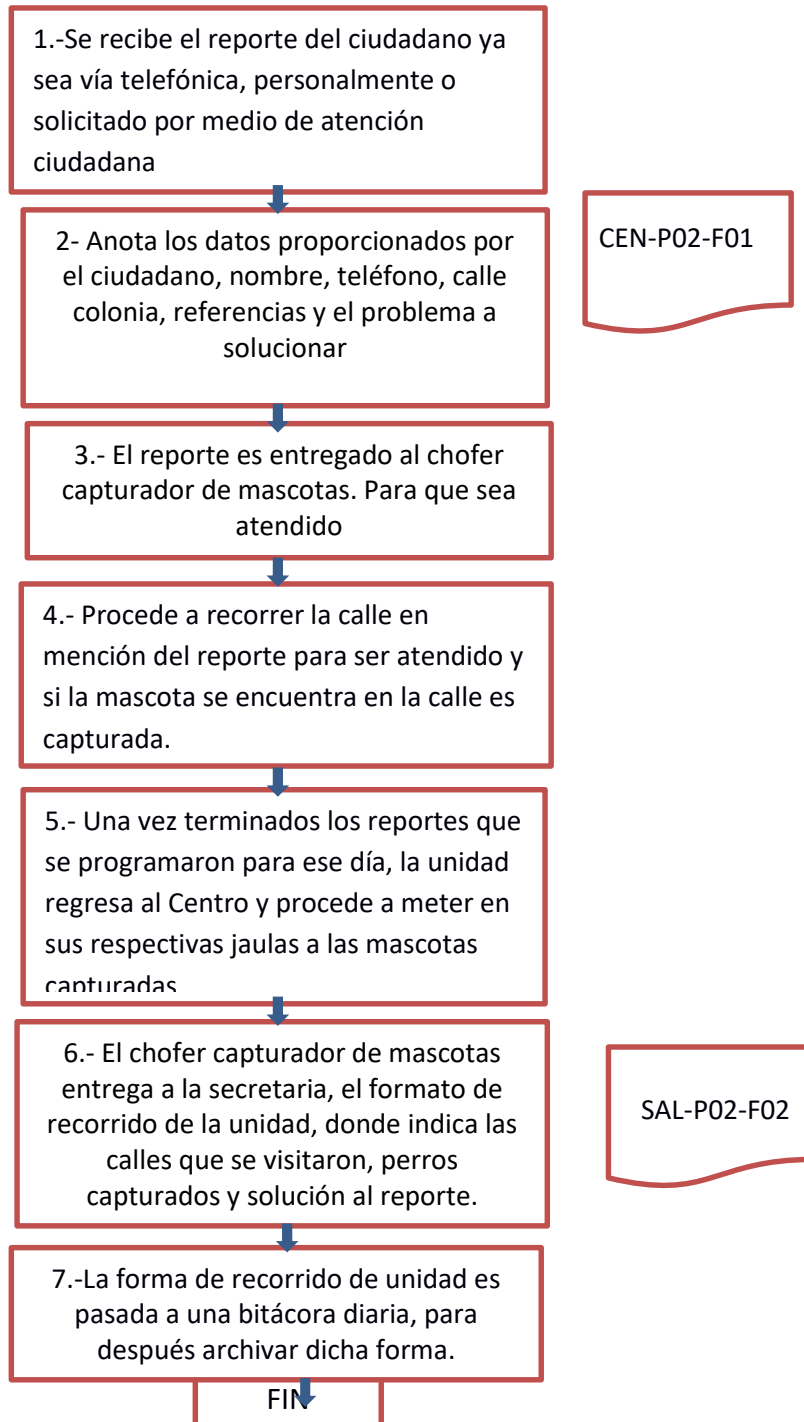 1.-Se recibe el reporte del ciudadano ya
sea vía telefónica, personalmente o
solicitado por medio de atención
ciudadana
2- Anota los datos proporcionados por
el ciudadano, nombre, teléfono, calle
colonia, referencias y el problema a
solucionar
CEN-P02-F01
3.- El reporte es entregado al chofer
capturador de mascotas. Para que sea
atendido
4.- Procede a recorrer la calle en
mención del reporte para ser atendido y
si la mascota se encuentra en la calle es
capturada.
5.- Una vez terminados los reportes que
se programaron para ese día, la unidad
regresa al Centro y procede a meter en
sus respectivas jaulas a las mascotas
capturadas
6.- El chofer capturador de mascotas
entrega a la secretaria, el formato de
recorrido de la unidad, donde indica las
calles que se visitaron, perros
capturados y solución al reporte.
SAL-P02-F02
7.-La forma de recorrido de unidad es
pasada a una bitácora diaria, para
después archivar dicha forma.
FIN